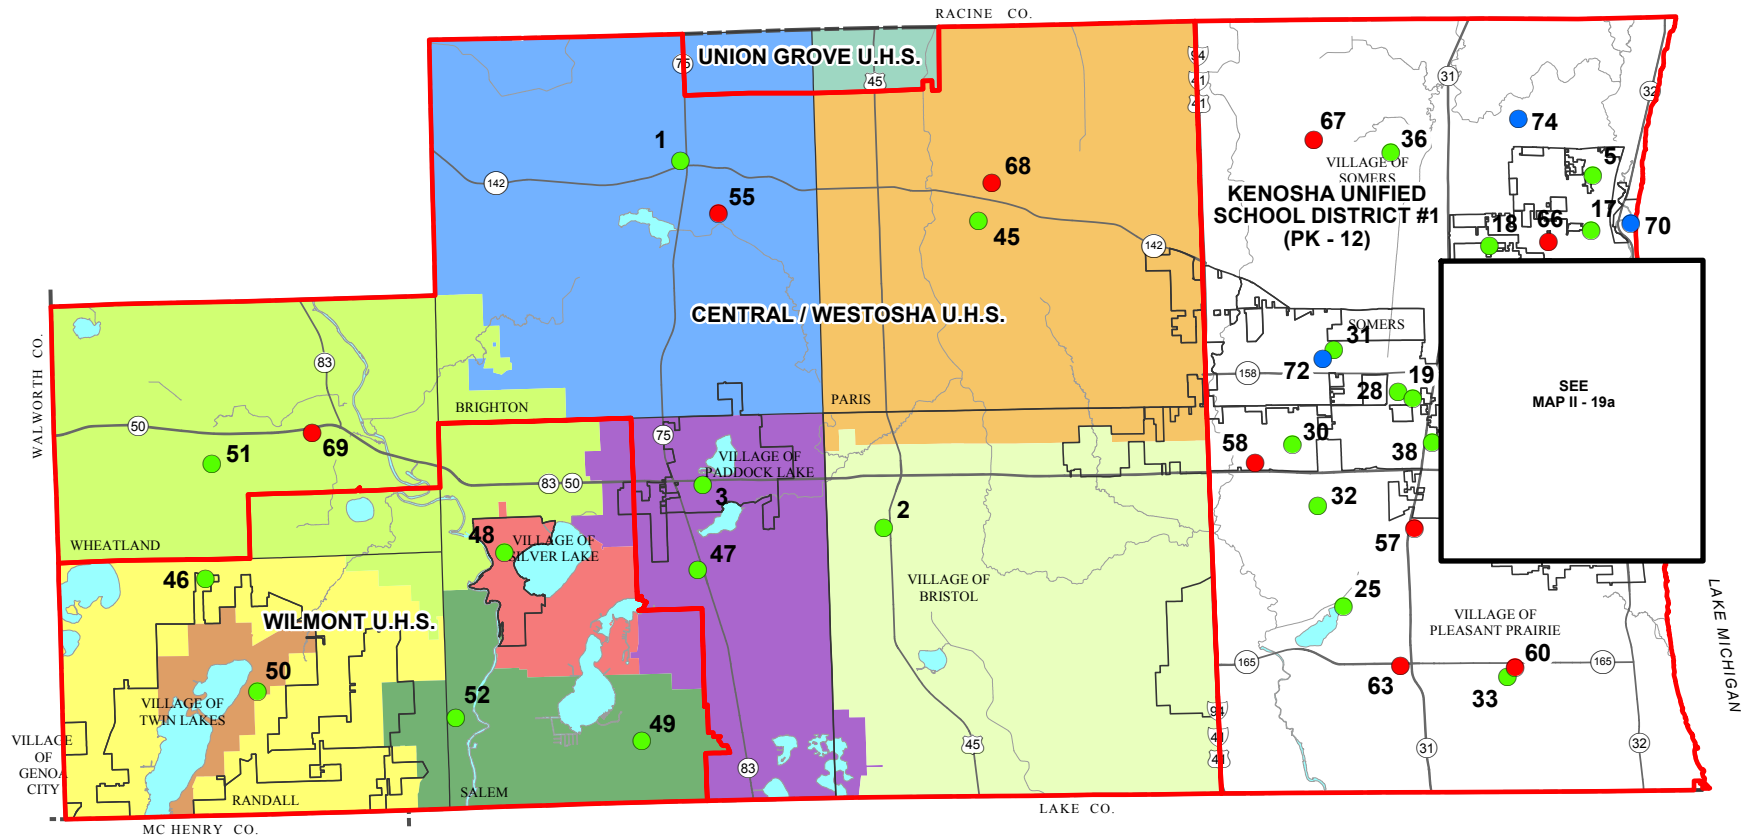 RACINE CO.
UNION GROVE U.H.S.
75
45
94
41
41
31
32
1
142
55
68
45
142
67
36
VILLAGE OF
SOMERS
KENOSHA UNIFIED
SCHOOL DISTRICT #1
(PK - 12)
74
5
17
18
66
70
CENTRAL / WESTOSHA U.H.S.
WALWORTH CO.
83
50
51
69
BRIGHTON
PARIS
SOMERS
31
72
158
28
19
SEE
MAP II - 19a
58
30
38
75
VILLAGE OF
PADDOCK LAKE
3
83
50
2
32
57
WHEATLAND
48
VILLAGE OF
SILVER LAKE
47
46
WILMONT U.H.S.
VILLAGE OF
BRISTOL
25
VILLAGE OF
PLEASANT PRAIRIE
LAKE MICHIGAN
165
60
165
63
33
50
VILLAGE OF
TWIN LAKES
52
49
94
41
41
45
31
32
83
VILLAGE
OF
GENOA
CITY
RANDALL
SALEM
LAKE CO.
MC HENRY CO.